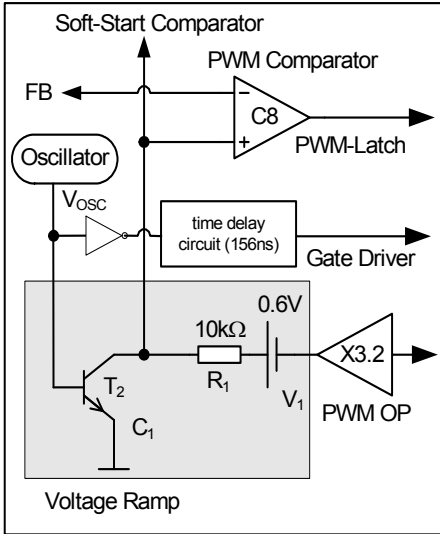 Soft-Start Comparator
PWM Comparator
FB
C8
PWM-Latch
Oscillator
VOSC
time delay
circuit (156ns)
Gate Driver
0.6V
10kΩ
X3.2
T2
R1
V1
C1
PWM OP
Voltage Ramp